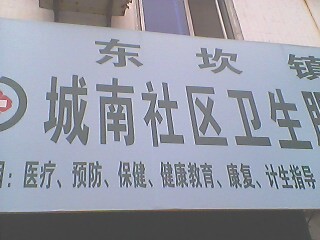 东坎镇
城南社区卫生服
：医疗、预防、保健、健康教育、康复、计生指导